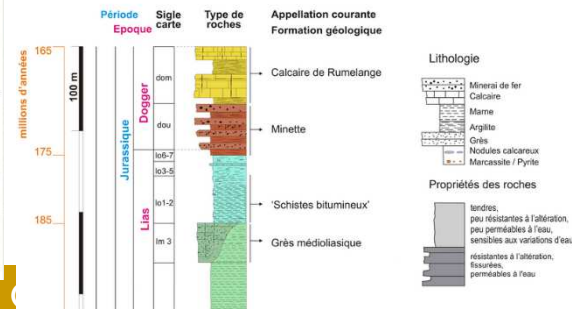 Période
Epoque
Sigle
carte
Type de
roches
Appellation courante
Formation géologique
millions d'années
165
175
185
100 m
Jurassique
Dogger
Lias
dom
dou
lo6-7
lo3-5
lo1-2
lm 3
Calcaire de Rumelange
Minette
'Schistes bitumineux'
Grès médioliasique
Lithologie
Minerai de fer
Calcaire
Marne
Argilite
Grès
Nodules calcareux
Marcassite / Pyrite
Propriétés des roches
tendres,
peu résistants à l'altération,
peu perméables à l'eau,
sensibles aux variations d'eau
résistants à l'altération,
fissurées,
perméables à l'eau